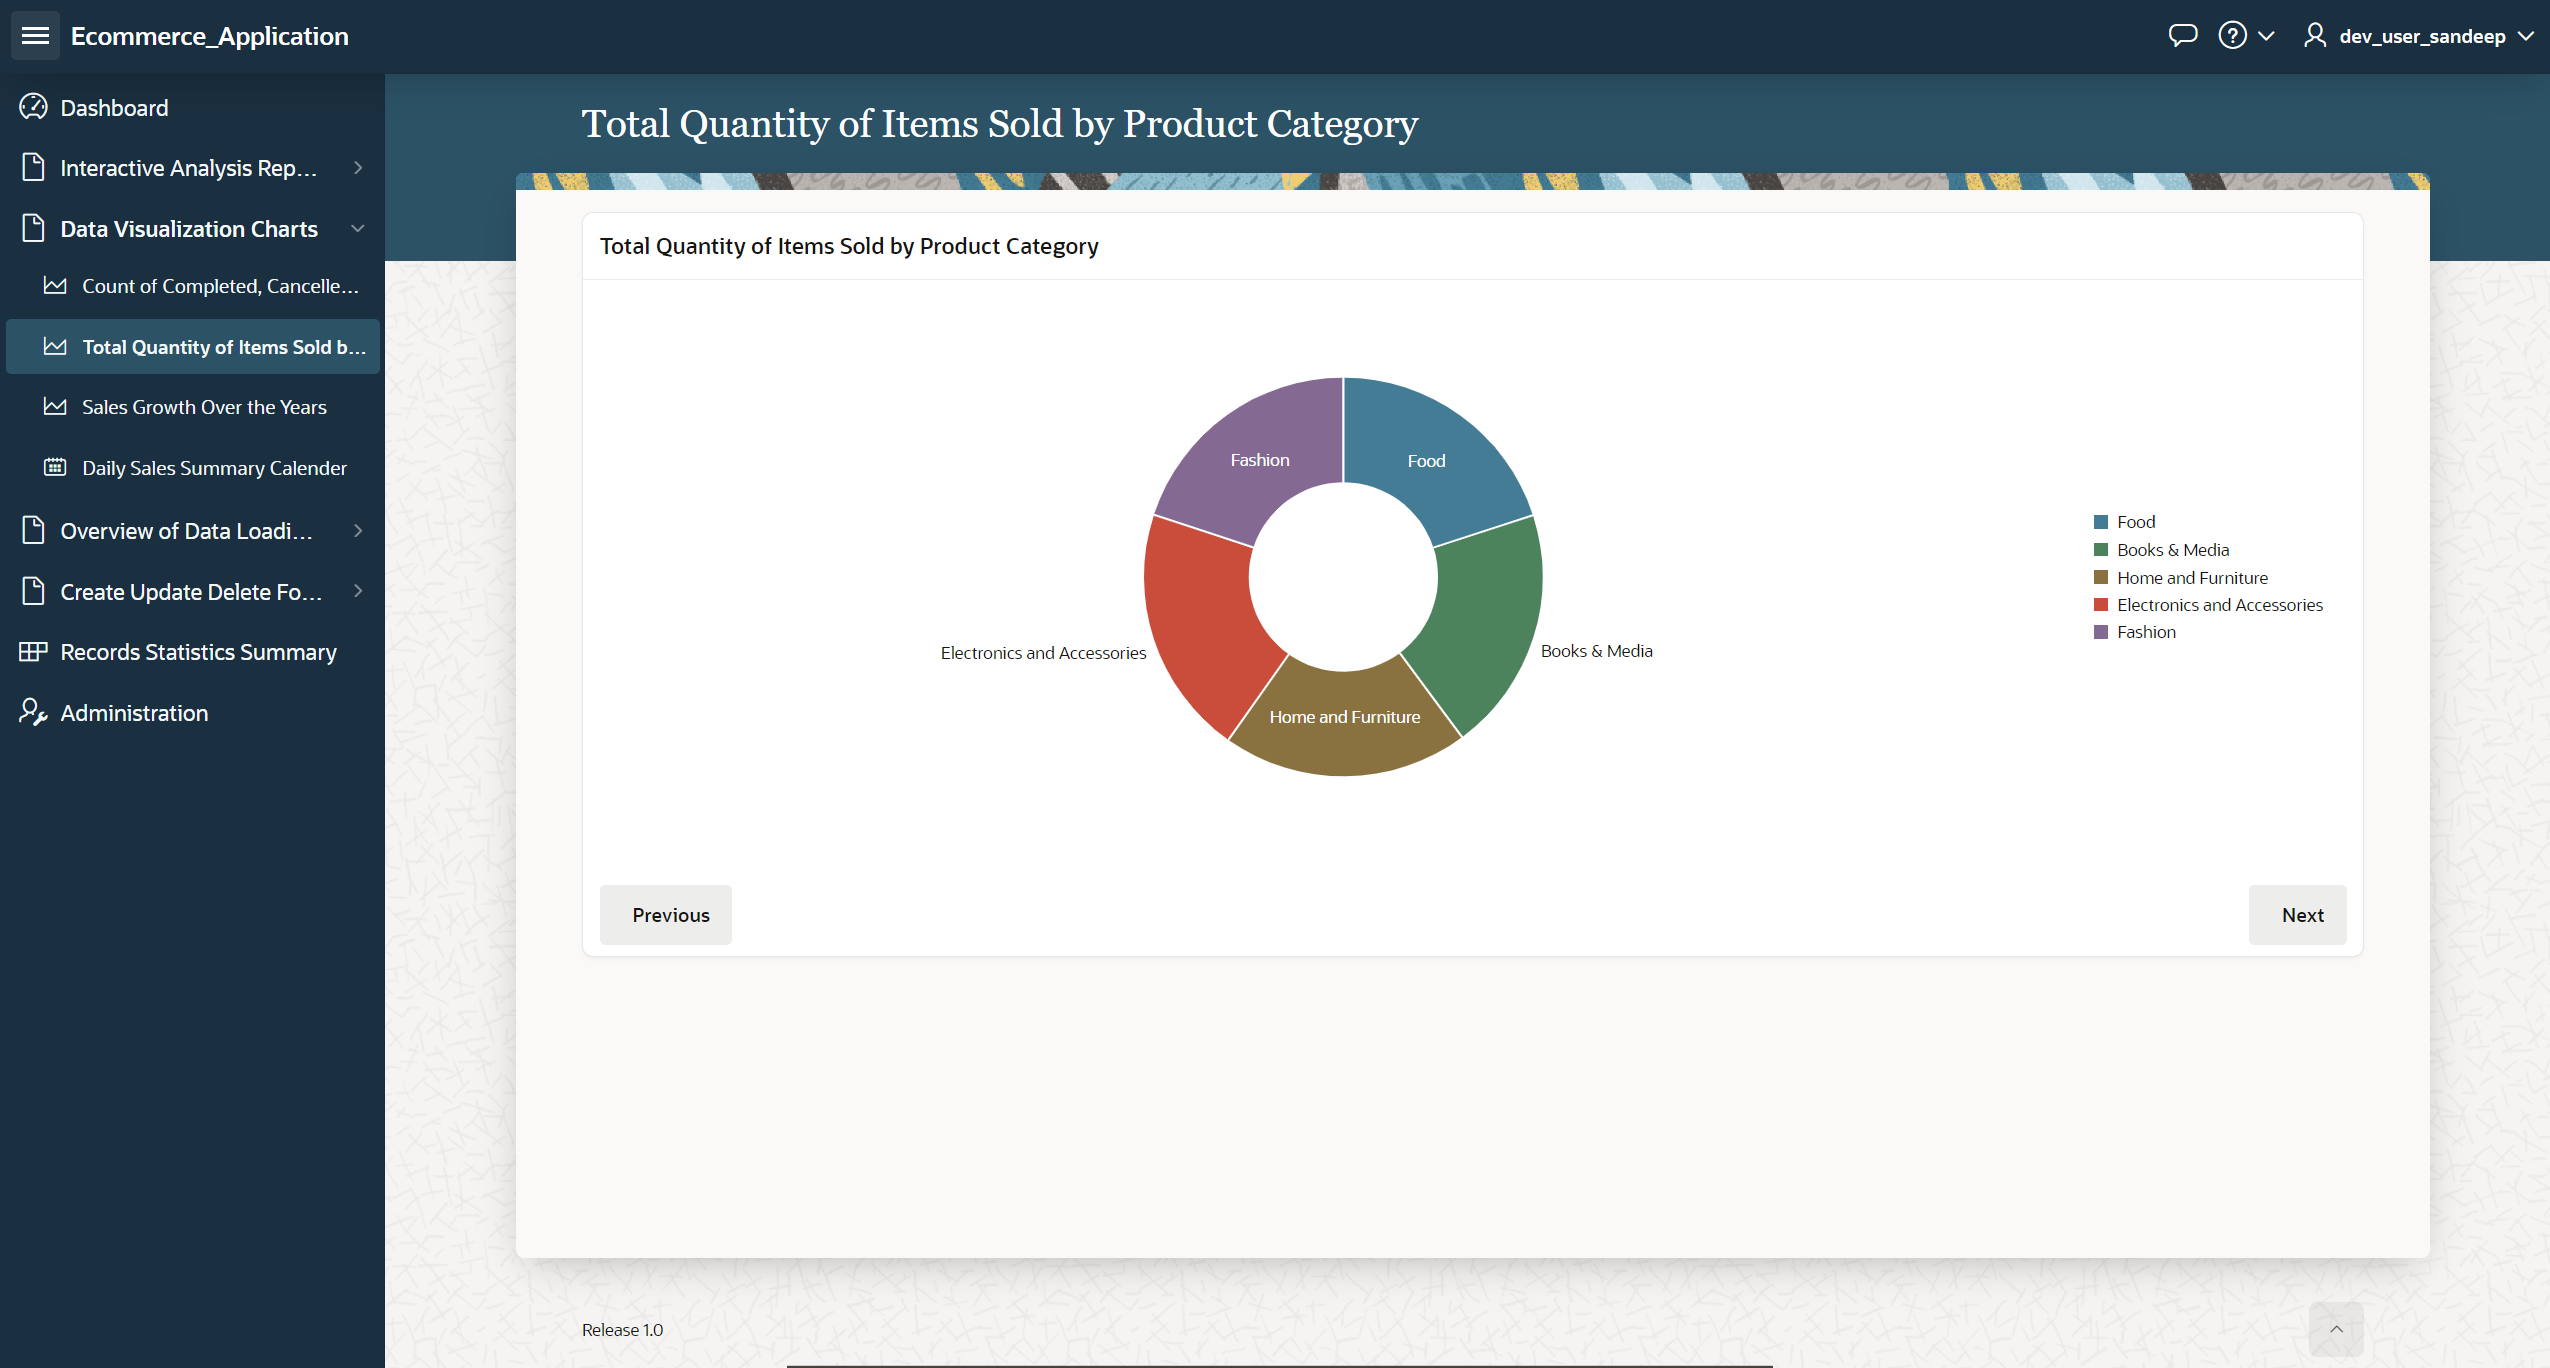 Ecommerce_Application
dev_user_sandeep
Dashboard
Interactive Analysis Rep...
Data Visualization Charts
Count of Completed, Cancelle...
Total Quantity of Items Sold b...
Sales Growth Over the Years
Daily Sales Summary Calender
Overview of Data Loadi...
Create Update Delete Fo...
Records Statistics Summary
Administration
Total Quantity of Items Sold by Product Category
Total Quantity of Items Sold by Product Category
Fashion
Food
Electronics and Accessories
Books & Media
Home and Furniture
Food
Books & Media
Home and Furniture
Electronics and Accessories
Fashion
Previous
Next
Release 1.0